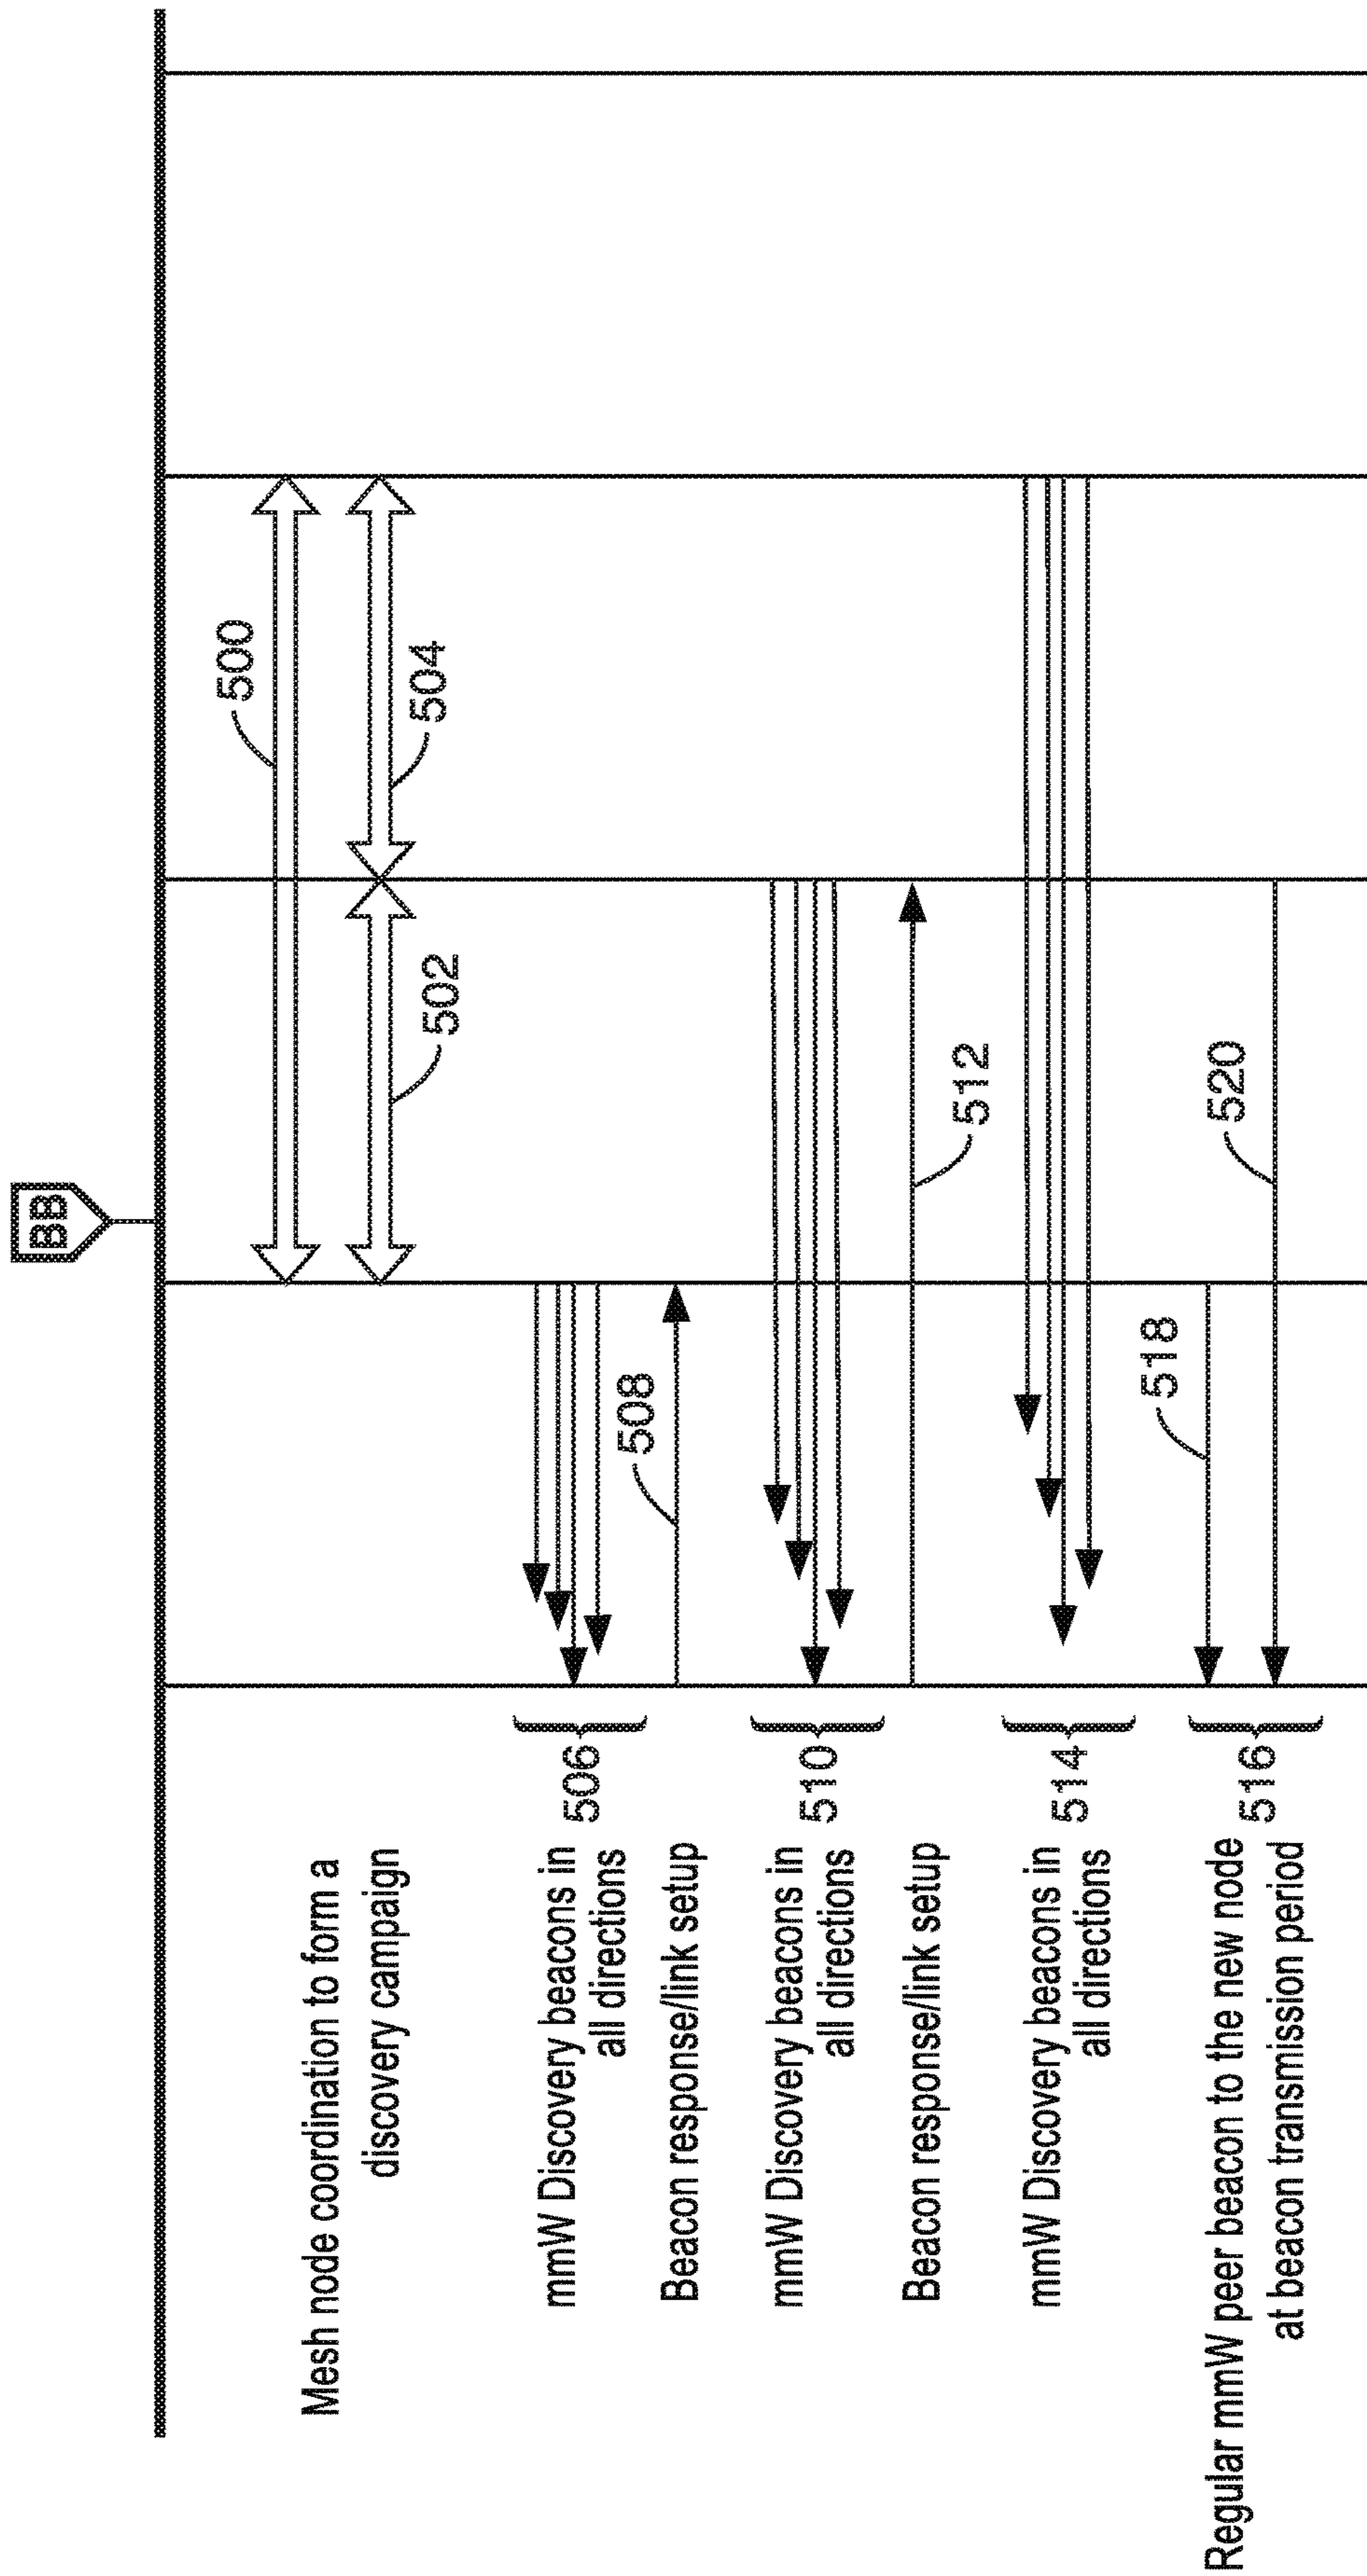 BB
500
Mesh node coordination to form a
discovery campaign
502
504
506
mmW Discovery beacons in
all directions
508
Beacon response/link setup
510
mmW Discovery beacons in
all directions
Beacon response/link setup
512
514
mmW Discovery beacons in
all directions
518
516
Regular mmW peer beacon to the new node
at beacon transmission period
520